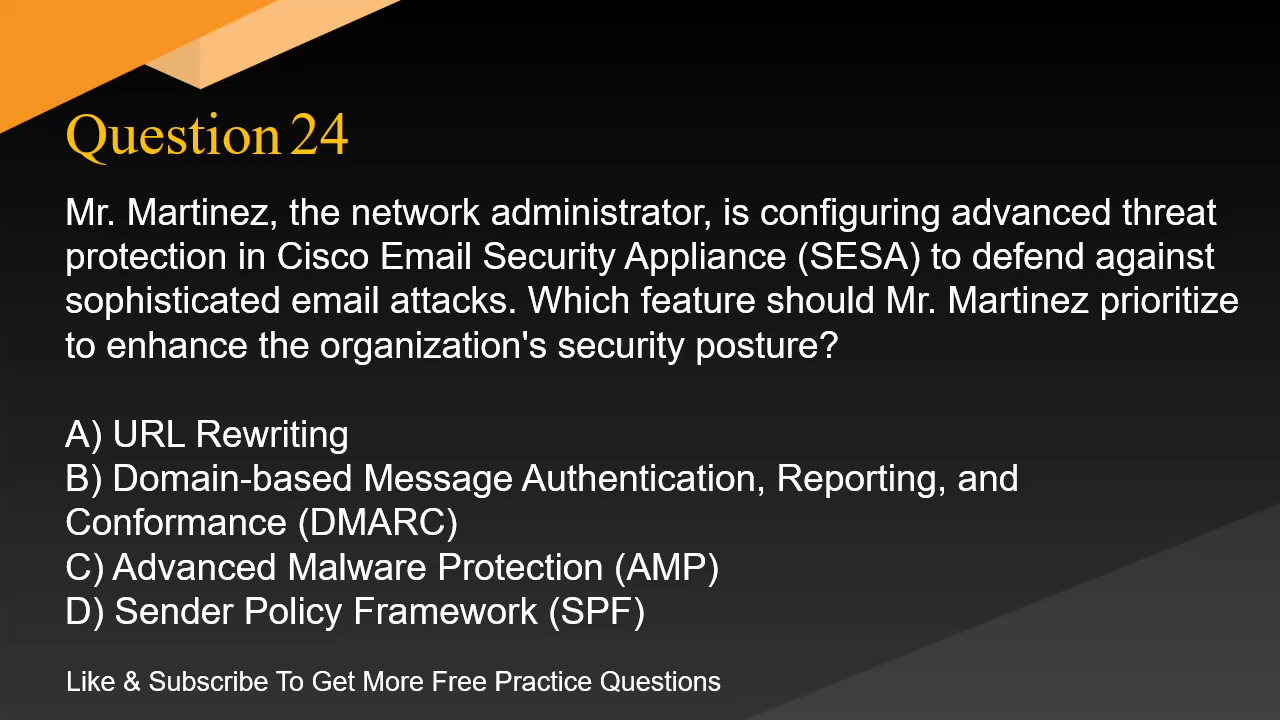 Question 24
Mr. Martinez, the network administrator, is configuring advanced threat
protection in Cisco Email Security Appliance (SESA) to defend against
sophisticated email attacks. Which feature should Mr. Martinez prioritize
to enhance the organization's security posture?
A) URL Rewriting
B) Domain-based Message Authentication, Reporting, and
Conformance (DMARC)
C) Advanced Malware Protection (AMP)
D) Sender Policy Framework (SPF)
Like & Subscribe To Get More Free Practice Questions